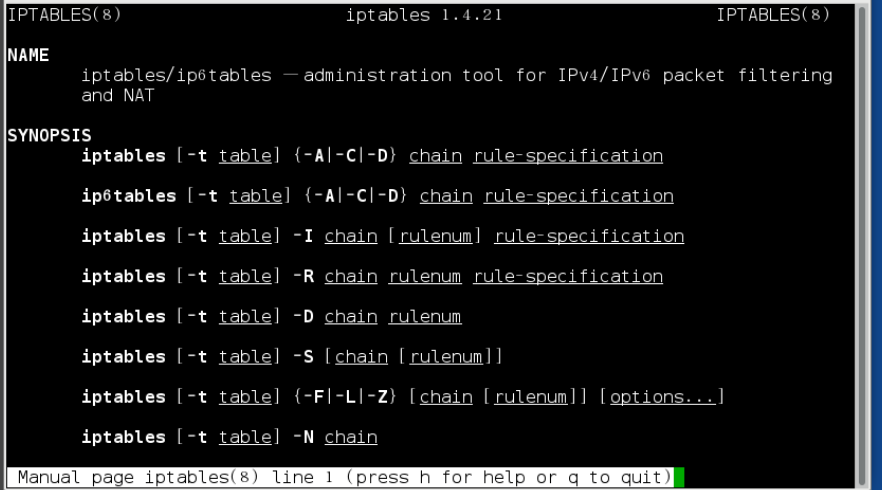 IPTABLES(8) iptables 1.4.21 IPTABLES(8)
NAME
iptables/ip6tables — administration tool for IPv4/IPv6 packet filtering
and NAT
SYNOPSIS
iptables [-t table] {-A|-C|-D} chain rule-specification
ip6tables [-t table] {-A|-C|-D} chain rule-specification
iptables [-t table] -I chain [rulenum] rule-specification
iptables [-t table] -R chain rulenum rule-specification
iptables [-t table] -D chain rulenum
iptables [-t table] -S [chain [rulenum]]
iptables [-t table] {-F|-L|-Z} [chain [rulenum]] [options...]
iptables [-t table] -N chain
Manual page iptables(8) line 1 (press h for help or q to quit)